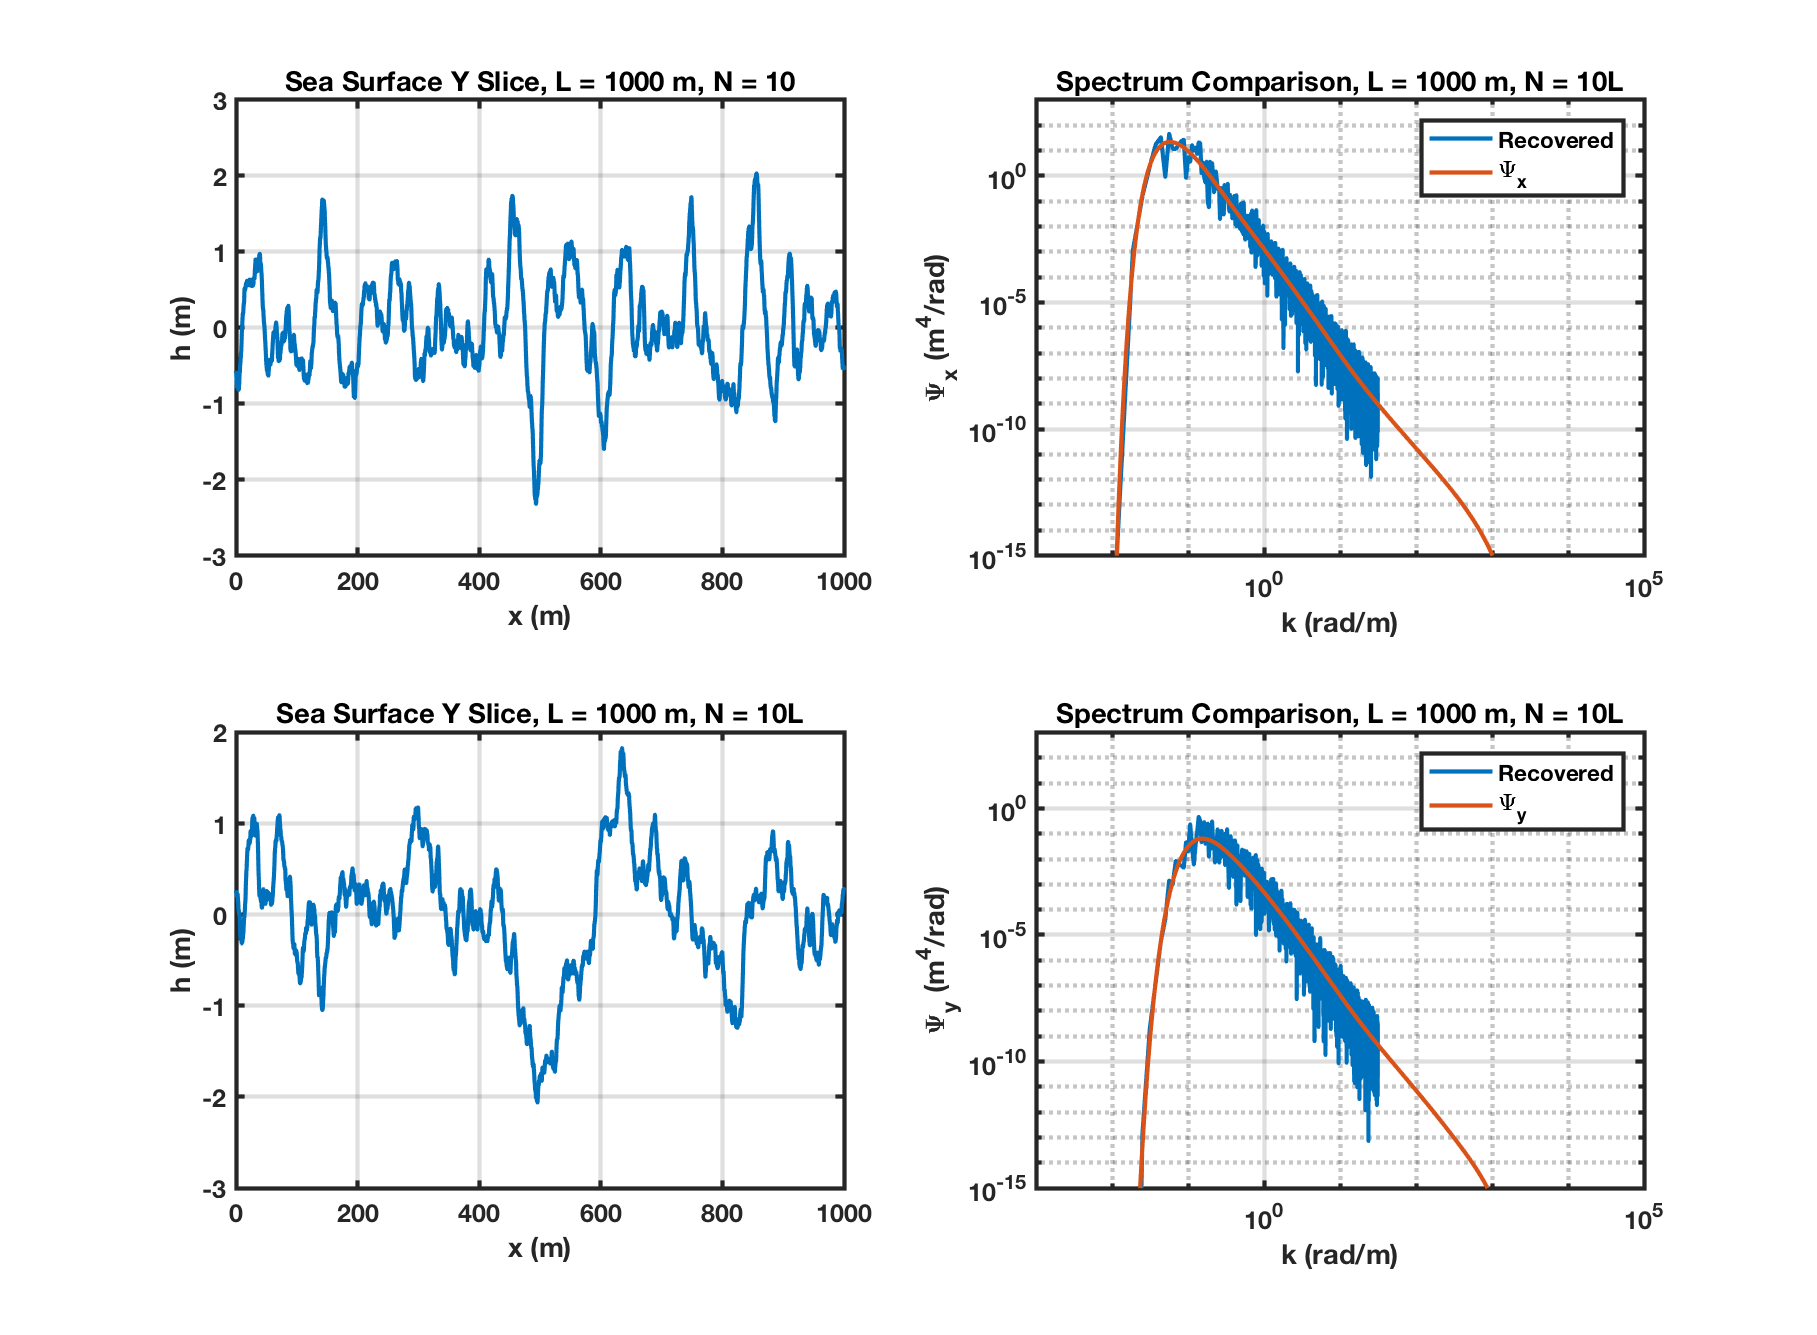 Sea Surface Y Slice, L = 1000 m, N = 10
3
2
1
0
-1
-2
-3
h (m)
0 200 400 600 800 1000
x (m)
Spectrum Comparison, L = 1000 m, N = 10L
Recovered
Ψx
10^0
10^-5
10^-10
10^-15
Ψx (m^4/rad)
10^0 10^5
k (rad/m)
Sea Surface Y Slice, L = 1000 m, N = 10L
2
1
0
-1
-2
-3
h (m)
0 200 400 600 800 1000
x (m)
Spectrum Comparison, L = 1000 m, N = 10L
Recovered
Ψy
10^0
10^-5
10^-10
10^-15
Ψy (m^4/rad)
10^0 10^5
k (rad/m)